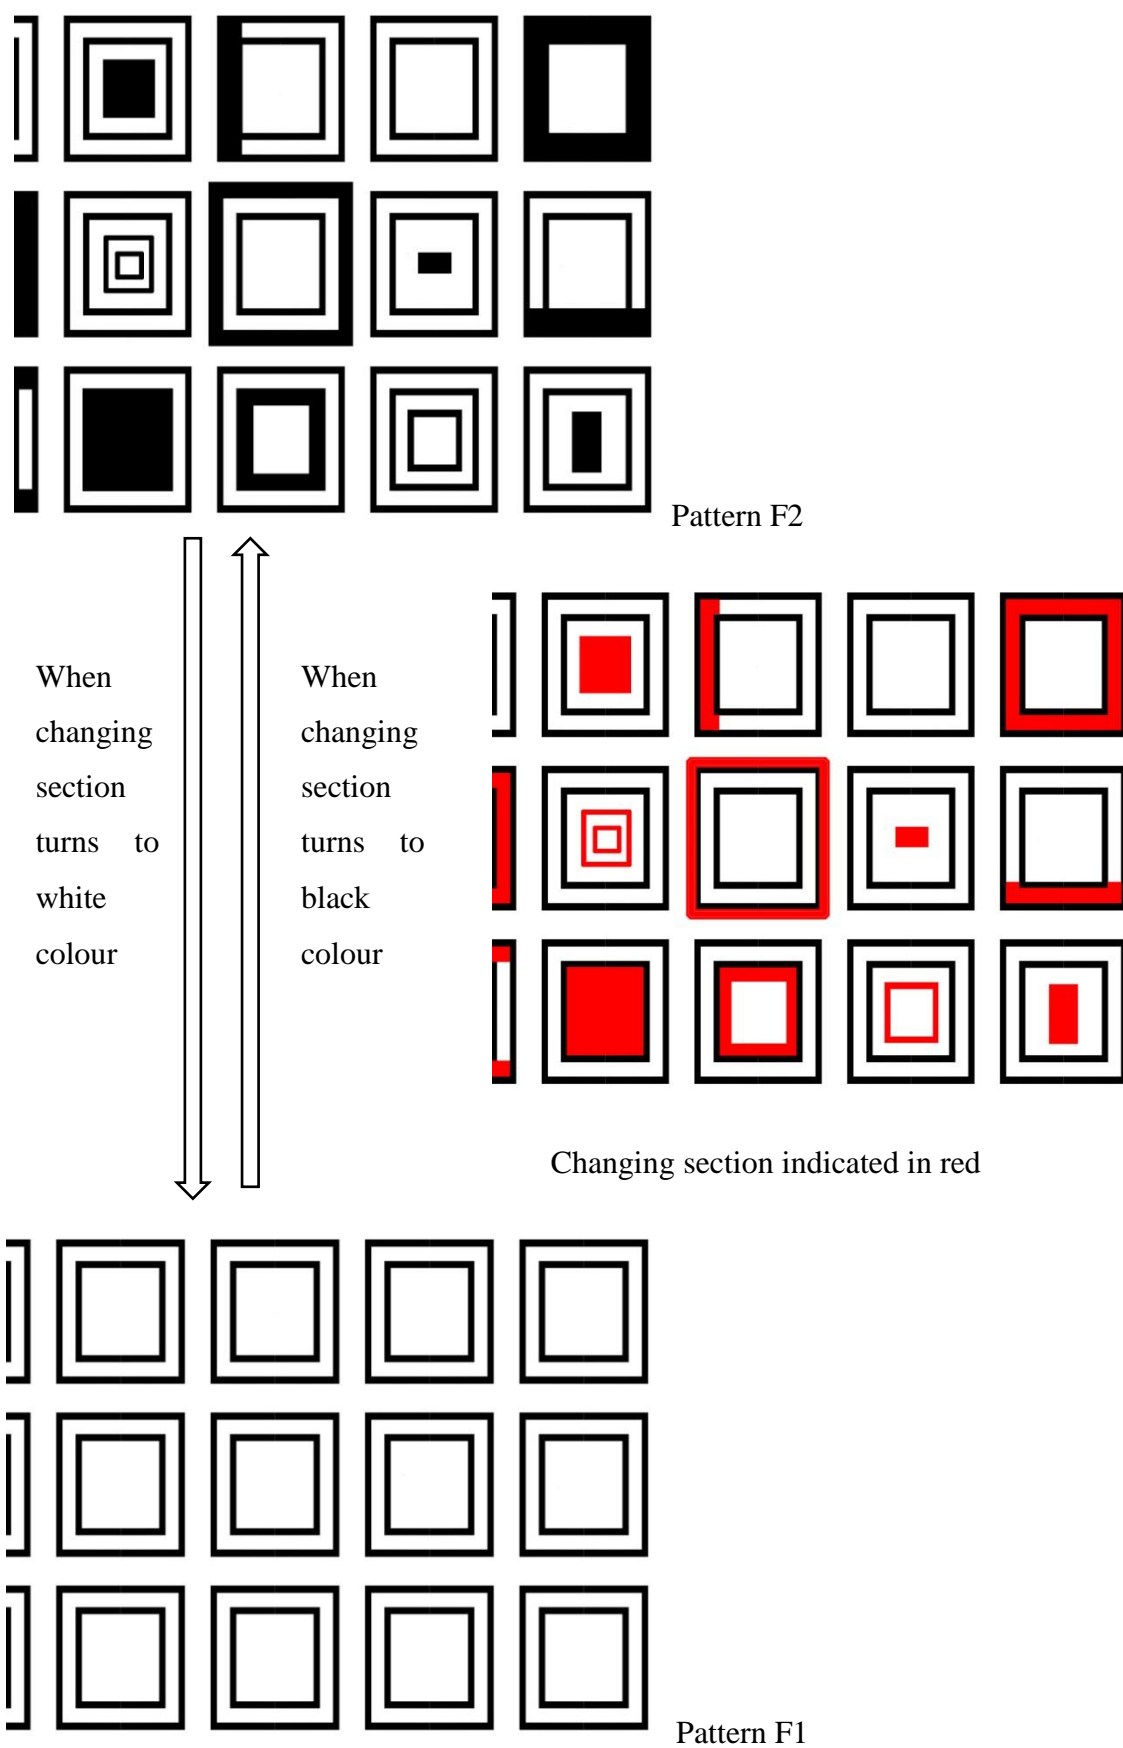 Pattern F2
When
changing
section
turns to
white
colour
When
changing
section
turns to
black
colour
Changing section indicated in red
Pattern F1